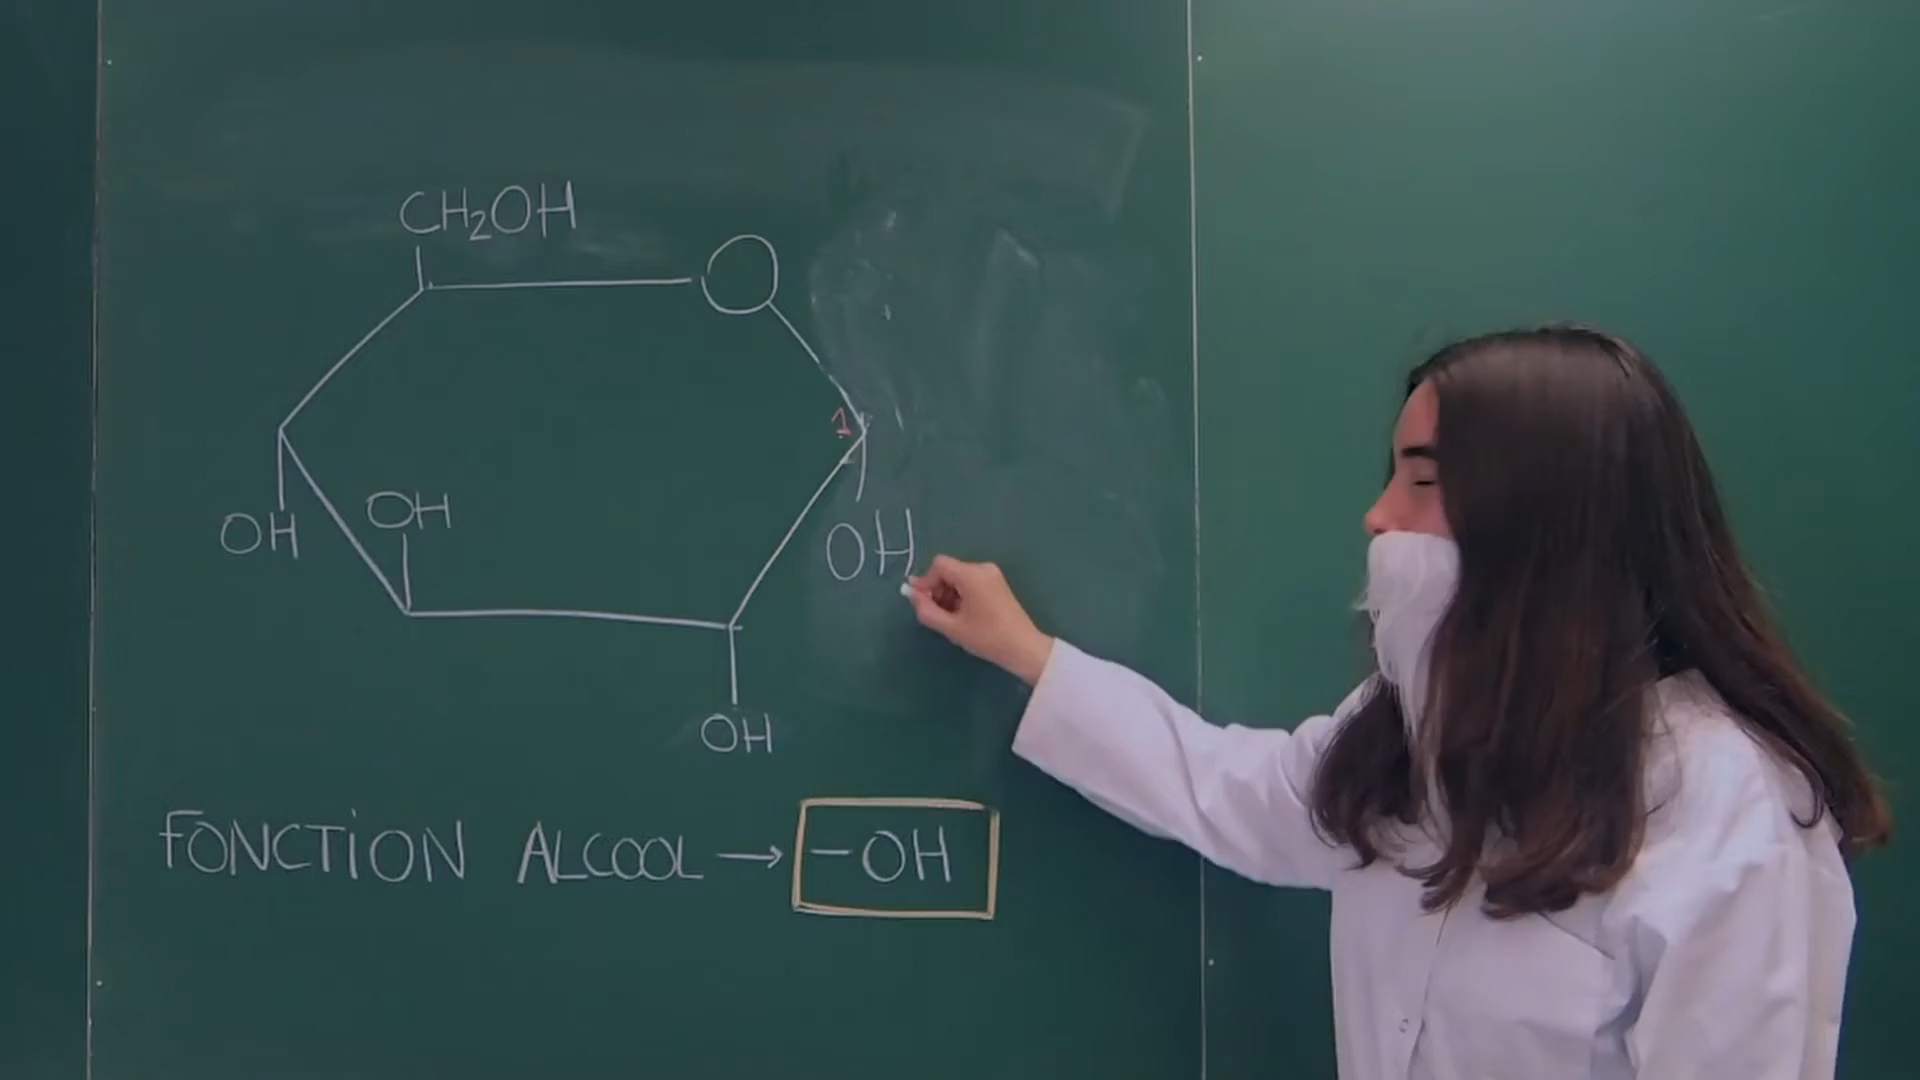 CH₂OH
O
1
OH
OH
OH
OH
FONCTION ALCOOL → –OH